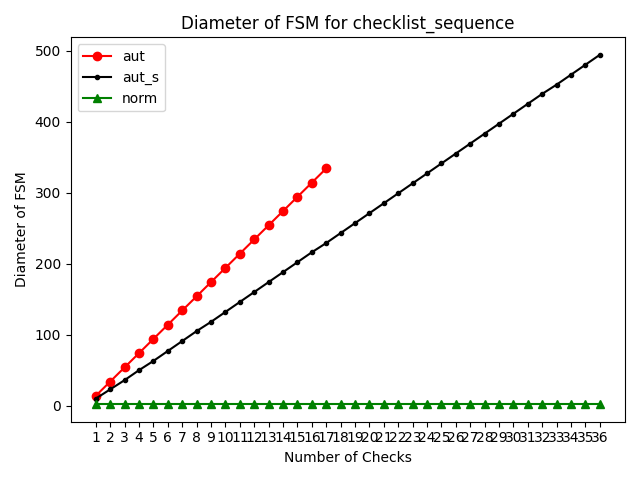 Diameter of FSM for checklist_sequence
500
400
300
200
100
0
Diameter of FSM
aut
aut_s
norm
1 2 3 4 5 6 7 8 9 10 11 12 13 14 15 16 17 18 19 20 21 22 23 24 25 26 27 28 29 30 31 32 33 34 35 36
Number of Checks